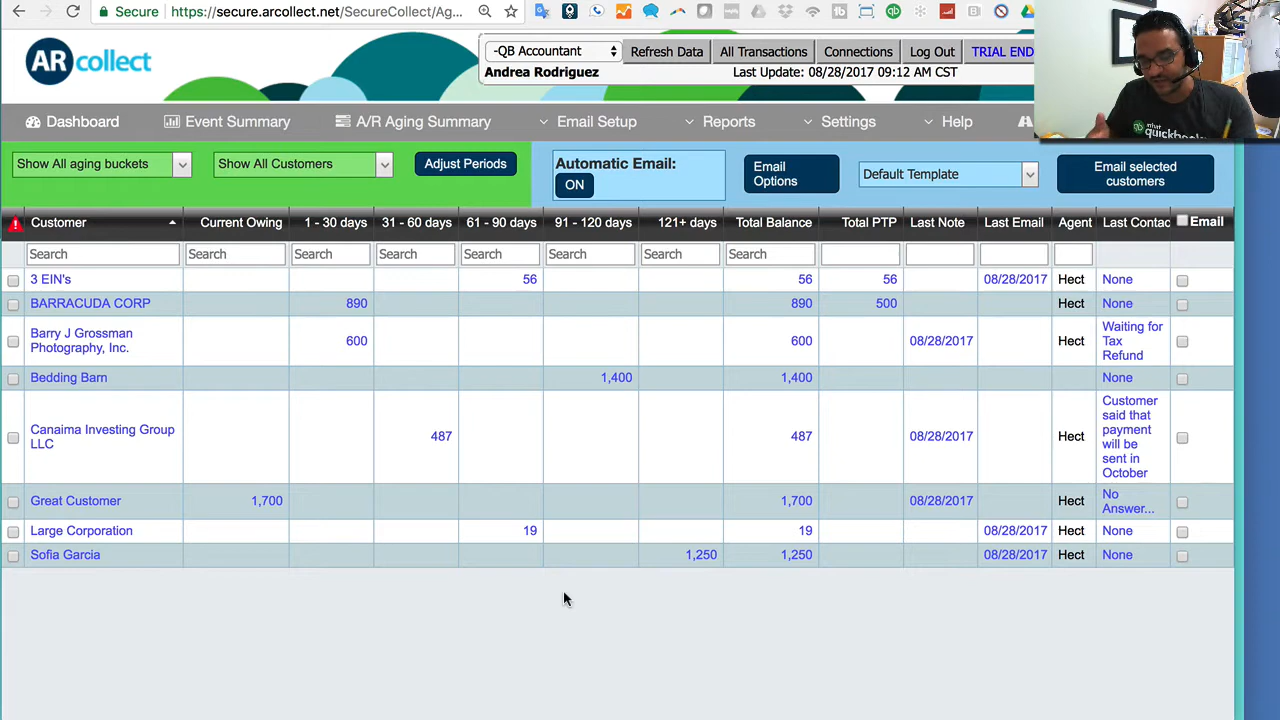 Secure
https://secure.arcollect.net/SecureCollect/Ag...
AR collect
-QB Accountant
Refresh Data
All Transactions
Connections
Log Out
TRIAL END
Andrea Rodriguez
Last Update: 08/28/2017 09:12 AM CST
Dashboard
Event Summary
A/R Aging Summary
Email Setup
Reports
Settings
Help
Show All aging buckets
Show All Customers
Adjust Periods
Automatic Email:
ON
Email
Options
Default Template
Email selected
customers
Customer Current Owing 1 - 30 days 31 - 60 days 61 - 90 days 91 - 120 days 121+ days Total Balance Total PTP Last Note Last Email Agent Last Contac Email
Search Search Search Search Search Search Search Search
3 EIN's 56 56 56 08/28/2017 Hect None
BARRACUDA CORP 890 890 500 Hect None
Barry J Grossman
Photography, Inc.
600 600 08/28/2017 Hect
Waiting for
Tax
Refund
Bedding Barn 1,400 1,400 None
Canaima Investing Group
LLC
487 487 08/28/2017 Hect
Customer
said that
payment
will be
sent in
October
Great Customer 1,700 1,700 08/28/2017 Hect
No
Answer...
Large Corporation 19 19 08/28/2017 Hect None
Sofia Garcia 1,250 1,250 08/28/2017 Hect None